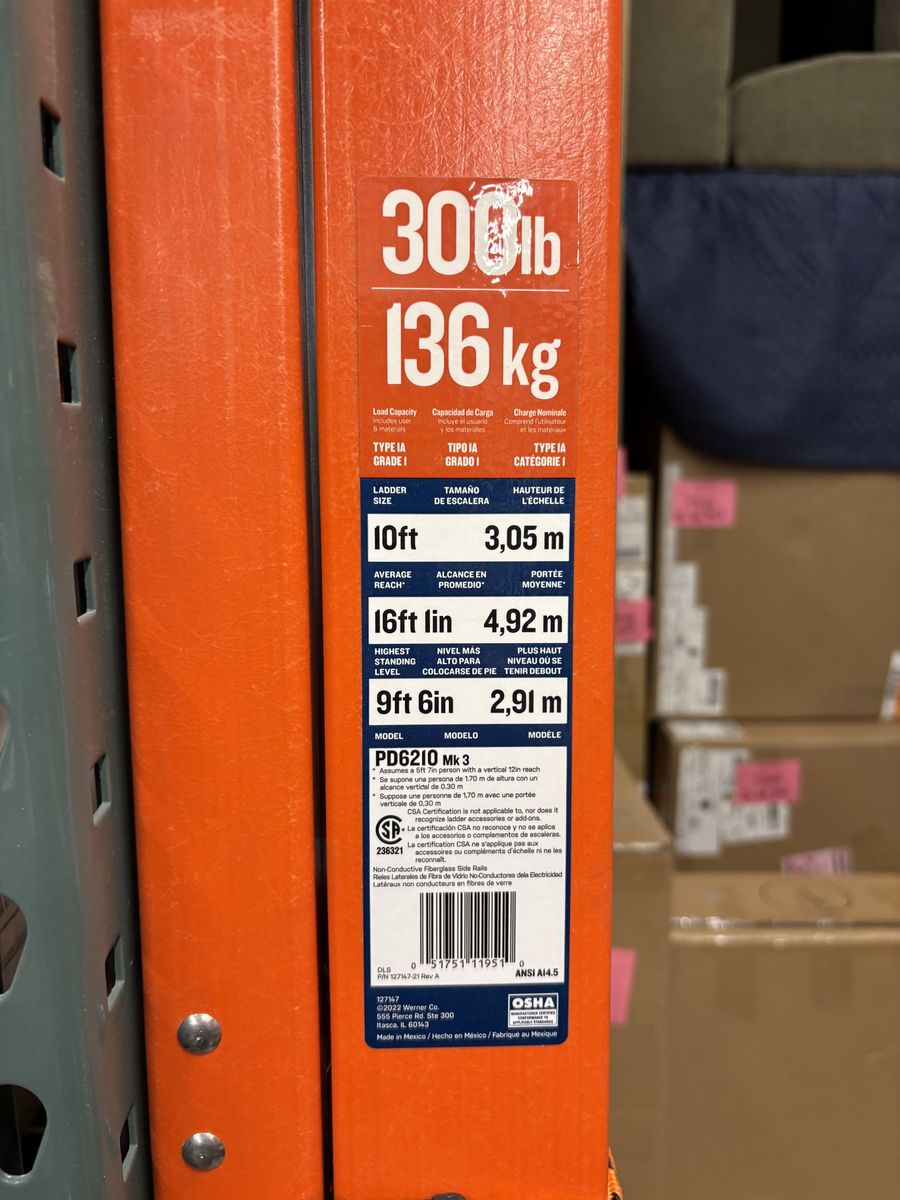 300lb
136 kg
Load Capacity Capacidad de Carga Charge Nominale
Includes user Incluye el usuario Comprend l'utilisateur
& materials y los materiales et les matériaux
TYPE IA TIPO IA TYPE IA
GRADE I GRADO I CATÉGORIE I
LADDER TAMAÑO HAUTEUR DE
SIZE DE ESCALERA L'ÉCHELLE
10ft 3,05 m
AVERAGE ALCANCE EN PORTÉE
REACH* PROMEDIO* MOYENNE*
16ft 1in 4,92 m
HIGHEST NIVEL MÁS PLUS HAUT
STANDING ALTO PARA NIVEAU OÙ SE
LEVEL COLOCARSE DE PIE TENIR DEBOUT
9ft 6in 2,91 m
MODEL MODELO MODÈLE
PD6210 Mk 3
* Assumes a 5ft 7in person with a vertical 12in reach
* Se supone una persona de 1.70 m de altura con un
alcance vertical de 0.30 m
* Suppose une personne de 1,70 m avec une portée
verticale de 0,30 m
CSA Certification is not applicable to, nor does it
recognize ladder accessories or add-ons.
La certificación CSA no reconoce y no se aplica
a los accesorios o complementos de escaleras.
La certification CSA ne s'applique pas aux
accessoires ou compléments d'échelle ni ne les
reconnaît.
SA
236321
Non-Conductive Fiberglass Side Rails
Rieles Laterales de Fibra de Vidrio No-Conductores dela Electricidad
Latéraux non conducteurs en fibres de verre
0 51751 11951 0
DLS
P/N 127147-21 Rev A
ANSI A14.5
127147
©2022 Werner Co.
555 Pierce Rd. Ste 300
Itasca, IL 60143
OSHA
MANUFACTURER CERTIFIES
CONFORMANCE TO
APPLICABLE STANDARDS
Made in Mexico / Hecho en México / Fabriqué au Mexique